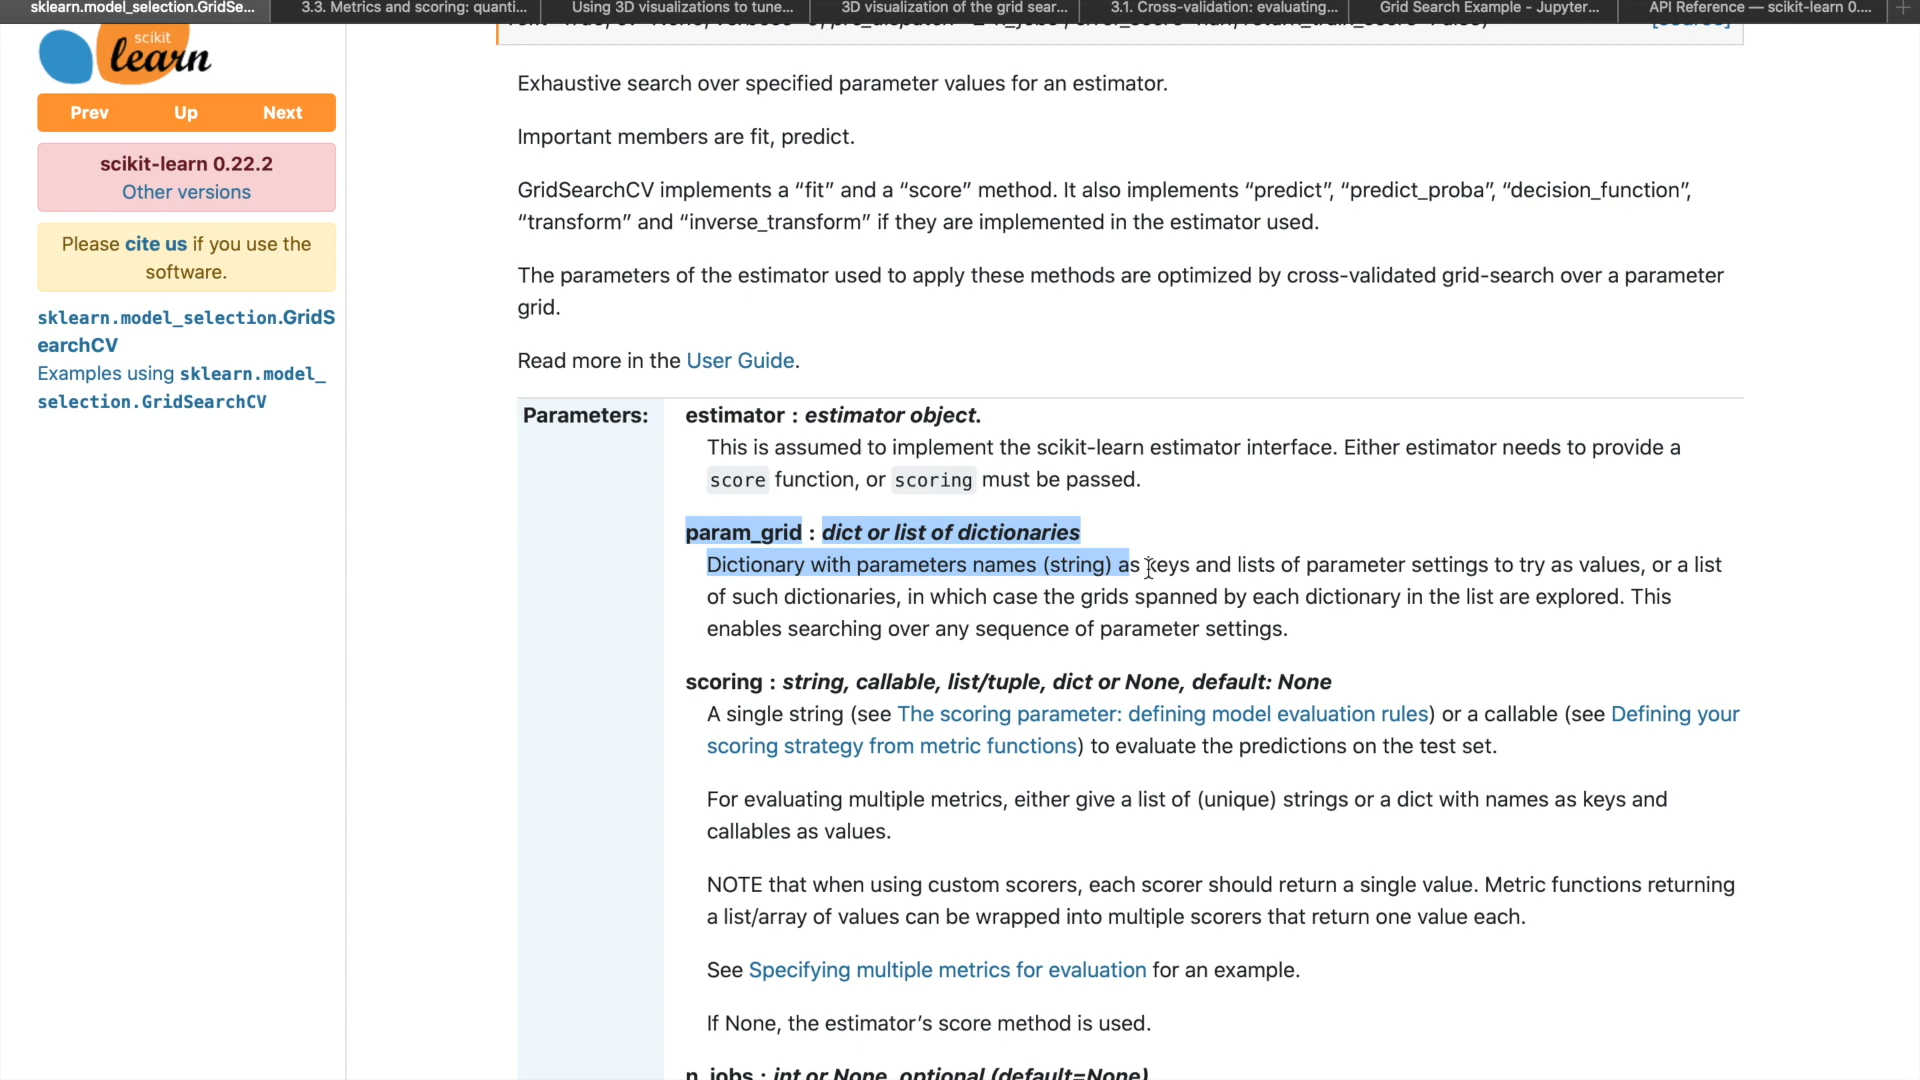 sklearn.model_selection.GridSe...
3.3. Metrics and scoring: quanti...
Using 3D visualizations to tune...
3D visualization of the grid sear...
3.1. Cross-validation: evaluating...
Grid Search Example - Jupyter...
API Reference — scikit-learn 0....
scikit
learn
Prev Up Next
scikit-learn 0.22.2
Other versions
Please cite us if you use the
software.
sklearn.model_selection.GridS
earchCV
Examples using sklearn.model_
selection.GridSearchCV
Exhaustive search over specified parameter values for an estimator.
Important members are fit, predict.
GridSearchCV implements a “fit” and a “score” method. It also implements “predict”, “predict_proba”, “decision_function”,
“transform” and “inverse_transform” if they are implemented in the estimator used.
The parameters of the estimator used to apply these methods are optimized by cross-validated grid-search over a parameter
grid.
Read more in the User Guide.
Parameters:
estimator : estimator object.
This is assumed to implement the scikit-learn estimator interface. Either estimator needs to provide a
score function, or scoring must be passed.
param_grid : dict or list of dictionaries
Dictionary with parameters names (string) as keys and lists of parameter settings to try as values, or a list
of such dictionaries, in which case the grids spanned by each dictionary in the list are explored. This
enables searching over any sequence of parameter settings.
scoring : string, callable, list/tuple, dict or None, default: None
A single string (see The scoring parameter: defining model evaluation rules) or a callable (see Defining your
scoring strategy from metric functions) to evaluate the predictions on the test set.
For evaluating multiple metrics, either give a list of (unique) strings or a dict with names as keys and
callables as values.
NOTE that when using custom scorers, each scorer should return a single value. Metric functions returning
a list/array of values can be wrapped into multiple scorers that return one value each.
See Specifying multiple metrics for evaluation for an example.
If None, the estimator’s score method is used.
n_jobs : int or None, optional (default=None)